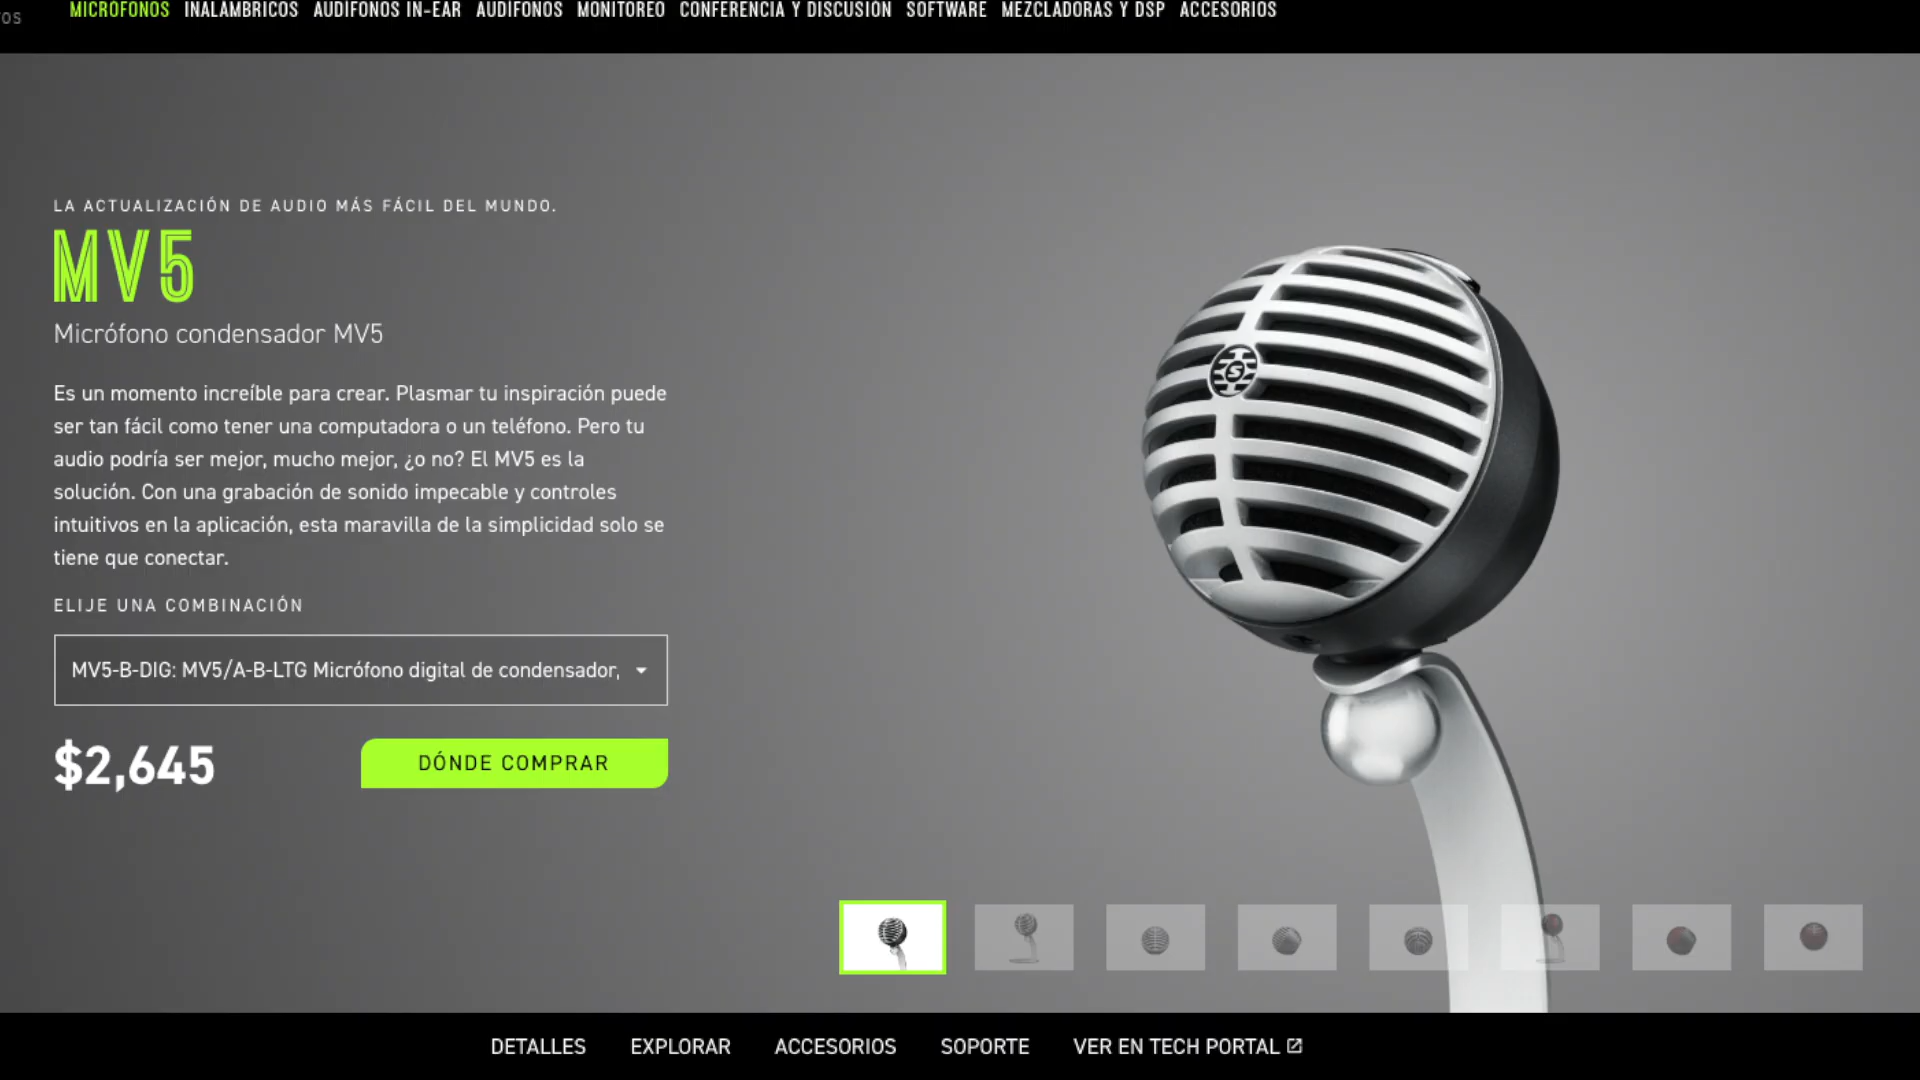 MICRÓFONOS INALÁMBRICOS AUDÍFONOS IN-EAR AUDÍFONOS MONITOREO CONFERENCIA Y DISCUSIÓN SOFTWARE MEZCLADORAS Y DSP ACCESORIOS
LA ACTUALIZACIÓN DE AUDIO MÁS FÁCIL DEL MUNDO.
MV5
Micrófono condensador MV5
Es un momento increíble para crear. Plasmar tu inspiración puede
ser tan fácil como tener una computadora o un teléfono. Pero tu
audio podría ser mejor, mucho mejor, ¿o no? El MV5 es la
solución. Con una grabación de sonido impecable y controles
intuitivos en la aplicación, esta maravilla de la simplicidad solo se
tiene que conectar.
ELIJE UNA COMBINACIÓN
MV5-B-DIG: MV5/A-B-LTG Micrófono digital de condensador,
$2,645
DÓNDE COMPRAR
DETALLES EXPLORAR ACCESORIOS SOPORTE VER EN TECH PORTAL